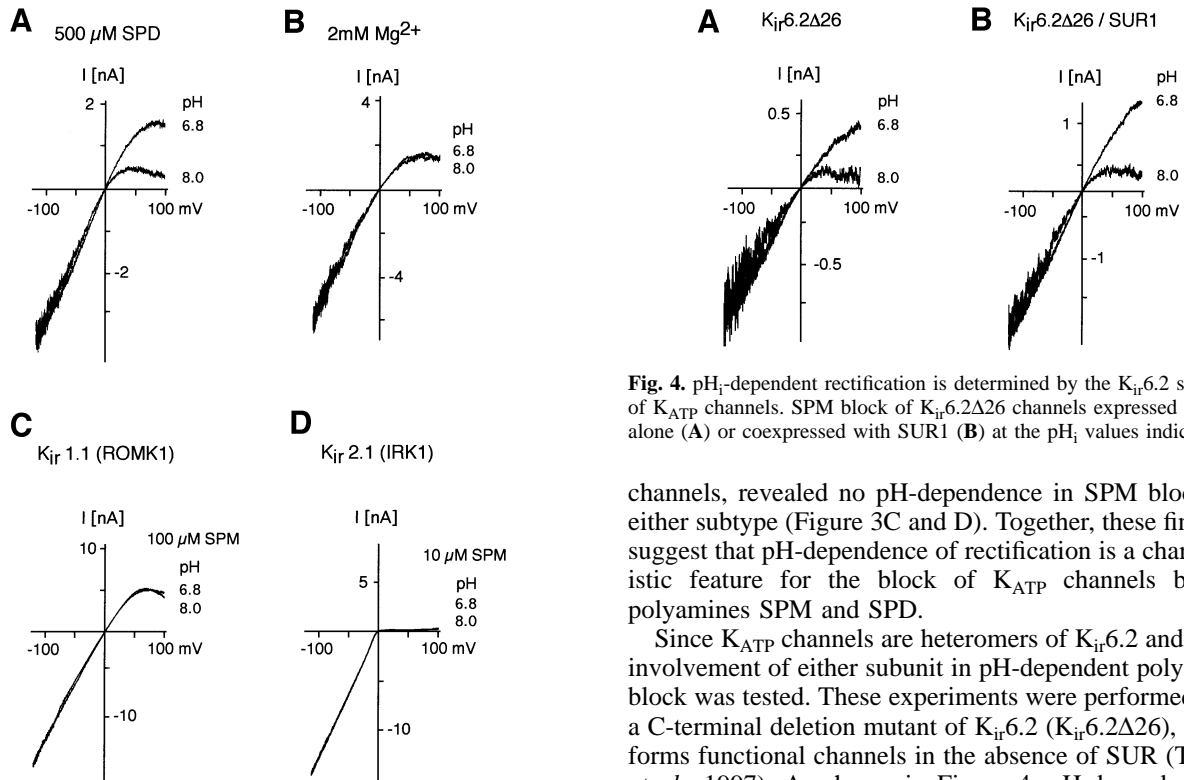 A
500 µM SPD
I [nA]
2
pH
6.8
8.0
-100
100 mV
-2
B
2mM Mg2+
I [nA]
4
pH
6.8
8.0
-100
100 mV
-4
C
Kir 1.1 (ROMK1)
I [nA]
10
100 µM SPM
pH
6.8
8.0
-100
100 mV
-10
D
Kir 2.1 (IRK1)
I [nA]
5
10 µM SPM
pH
6.8
8.0
-100
100 mV
-10
A
Kir6.2Δ26
I [nA]
0.5
pH
6.8
8.0
-100
100 mV
-0.5
B
Kir6.2Δ26 / SUR1
I [nA]
1
pH
6.8
8.0
-100
100 mV
-1
Fig. 4. pHi-dependent rectification is determined by the Kir6.2 s
of KATP channels. SPM block of Kir6.2Δ26 channels expressed
alone (A) or coexpressed with SUR1 (B) at the pHi values indic
channels, revealed no pH-dependence in SPM bloc
either subtype (Figure 3C and D). Together, these fin
suggest that pH-dependence of rectification is a char
istic feature for the block of KATP channels b
polyamines SPM and SPD.
Since KATP channels are heteromers of Kir6.2 and
involvement of either subunit in pH-dependent poly
block was tested. These experiments were performed
a C-terminal deletion mutant of Kir6.2 (Kir6.2Δ26),
forms functional channels in the absence of SUR (T